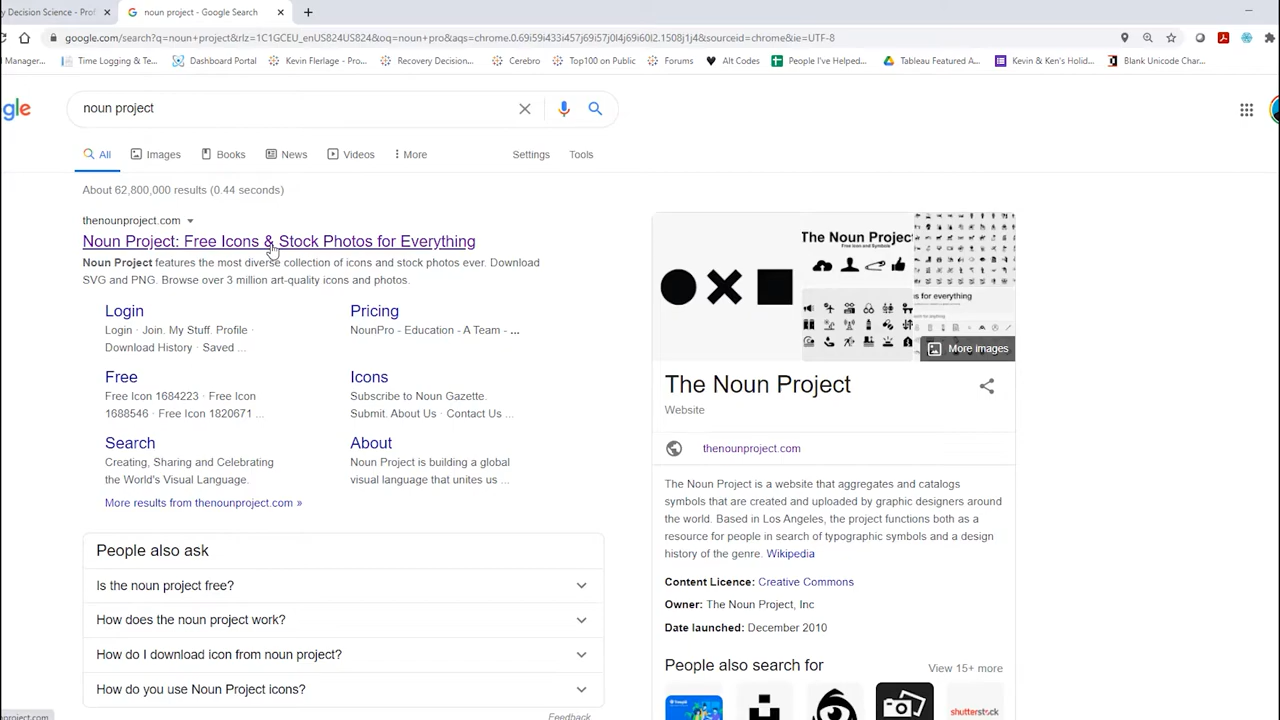 y Decision Science - Prof
noun project - Google Search
google.com/search?q=noun+project&rlz=1C1GCEU_enUS824US824&oq=noun+pro&aqs=chrome.0.69i59i433i457j69i57j0l4j69i60l2.1508j1j4&sourceid=chrome&ie=UTF-8
Manager... Time Logging & Te... Dashboard Portal Kevin Flerlage - Pro... Recovery Decision... Cerebro Top100 on Public Forums Alt Codes People I've Helped... Tableau Featured A... Kevin & Ken's Holid... Blank Unicode Char...
gle noun project
All Images Books News Videos More Settings Tools
About 62,800,000 results (0.44 seconds)
thenounproject.com
Noun Project: Free Icons & Stock Photos for Everything
Noun Project features the most diverse collection of icons and stock photos ever. Download
SVG and PNG. Browse over 3 million art-quality icons and photos.
Login
Login · Join. My Stuff. Profile ·
Download History · Saved ...
Pricing
NounPro - Education - A Team - ...
Free
Free Icon 1684223 · Free Icon
1688546 · Free Icon 1820671 ...
Icons
Subscribe to Noun Gazette.
Submit. About Us · Contact Us ...
Search
Creating, Sharing and Celebrating
the World's Visual Language.
About
Noun Project is building a global
visual language that unites us ...
More results from thenounproject.com »
People also ask
Is the noun project free?
How does the noun project work?
How do I download icon from noun project?
How do you use Noun Project icons?
Feedback
The Noun Project
Free Icon and Symbols
s for everything
More images
The Noun Project
Website
thenounproject.com
The Noun Project is a website that aggregates and catalogs
symbols that are created and uploaded by graphic designers around
the world. Based in Los Angeles, the project functions both as a
resource for people in search of typographic symbols and a design
history of the genre. Wikipedia
Content Licence: Creative Commons
Owner: The Noun Project, Inc
Date launched: December 2010
People also search for
View 15+ more
shutterstock